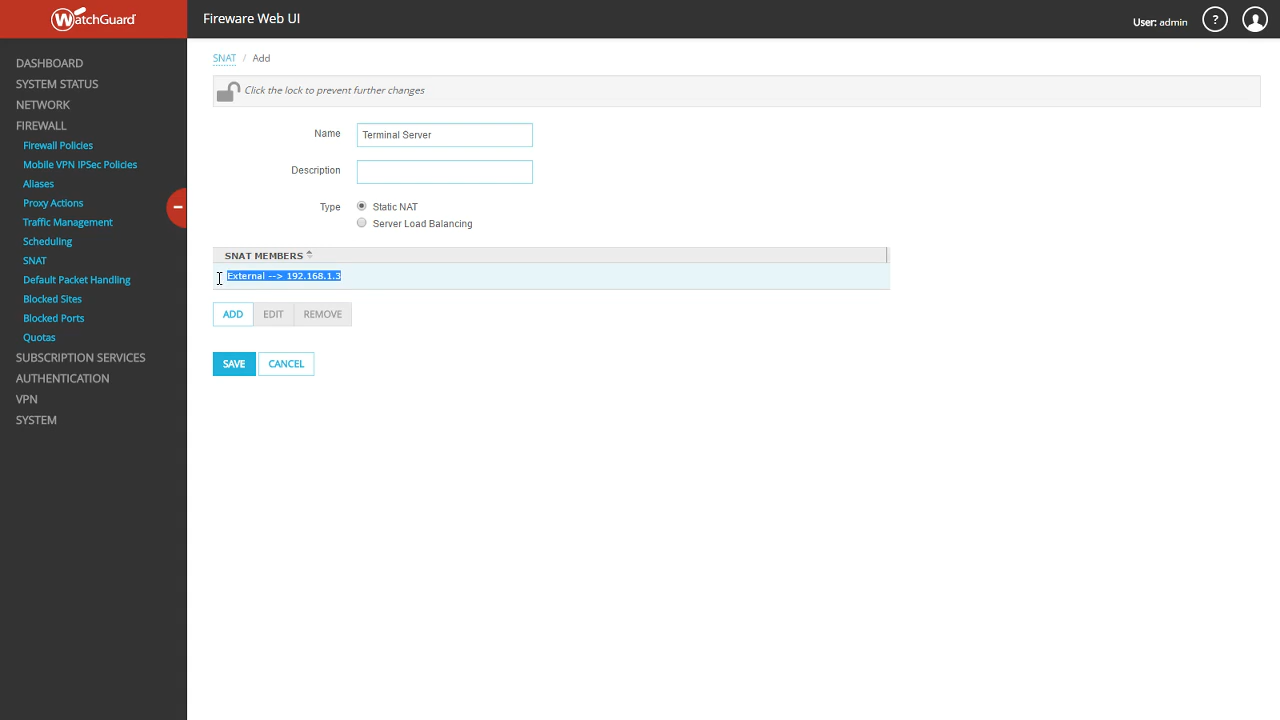 WatchGuard
Fireware Web UI
User: admin
?
DASHBOARD
SYSTEM STATUS
NETWORK
FIREWALL
Firewall Policies
Mobile VPN IPSec Policies
Aliases
Proxy Actions
Traffic Management
Scheduling
SNAT
Default Packet Handling
Blocked Sites
Blocked Ports
Quotas
SUBSCRIPTION SERVICES
AUTHENTICATION
VPN
SYSTEM
SNAT / Add
Click the lock to prevent further changes
Name Terminal Server
Description
Type Static NAT
Server Load Balancing
SNAT MEMBERS
External --> 192.168.1.3
ADD EDIT REMOVE
SAVE CANCEL